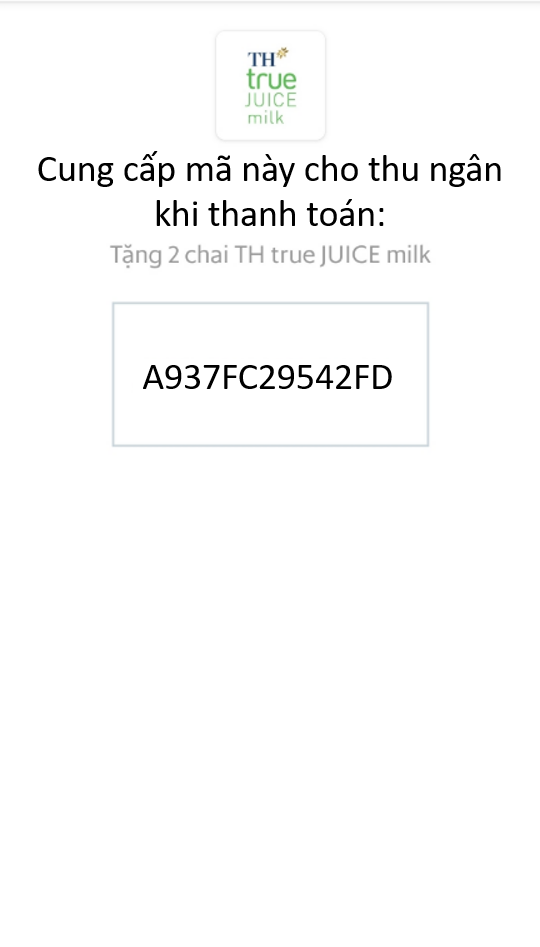 TH
true
JUICE
milk
Cung cấp mã này cho thu ngân
khi thanh toán:
Tặng 2 chai TH true JUICE milk
A937FC29542FD